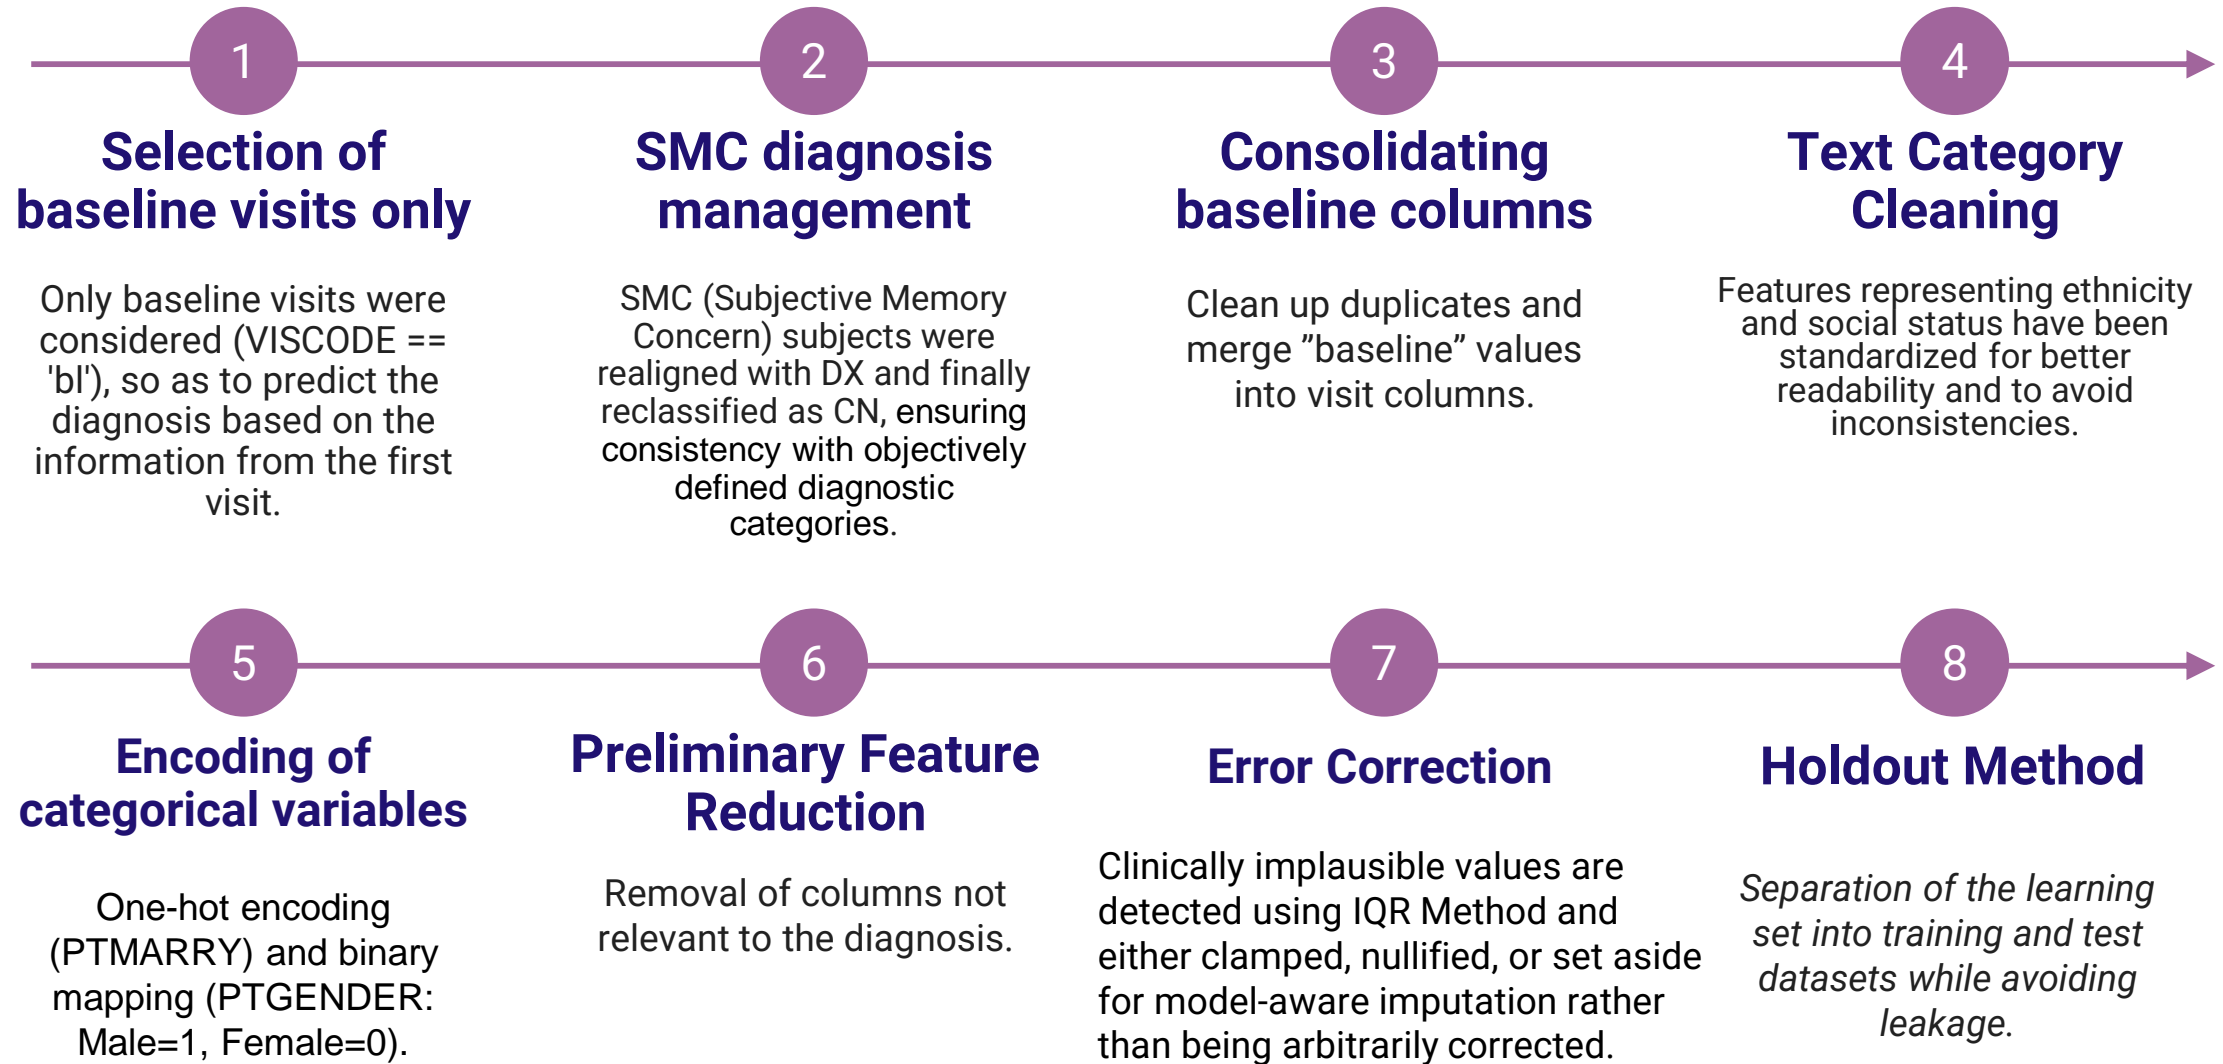 1
2
3
4
Selection of
baseline visits only
Only baseline visits were
considered (VISCODE ==
'bl'), so as to predict the
diagnosis based on the
information from the first
visit.
SMC diagnosis
management
SMC (Subjective Memory
Concern) subjects were
realigned with DX and finally
reclassified as CN, ensuring
consistency with objectively
defined diagnostic
categories.
Consolidating
baseline columns
Clean up duplicates and
merge ”baseline” values
into visit columns.
Text Category
Cleaning
Features representing ethnicity
and social status have been
standardized for better
readability and to avoid
inconsistencies.
5
6
7
8
Encoding of
categorical variables
One-hot encoding
(PTMARRY) and binary
mapping (PTGENDER:
Male=1, Female=0).
Preliminary Feature
Reduction
Removal of columns not
relevant to the diagnosis.
Error Correction
Clinically implausible values are
detected using IQR Method and
either clamped, nullified, or set aside
for model-aware imputation rather
than being arbitrarily corrected.
Holdout Method
Separation of the learning
set into training and test
datasets while avoiding
leakage.